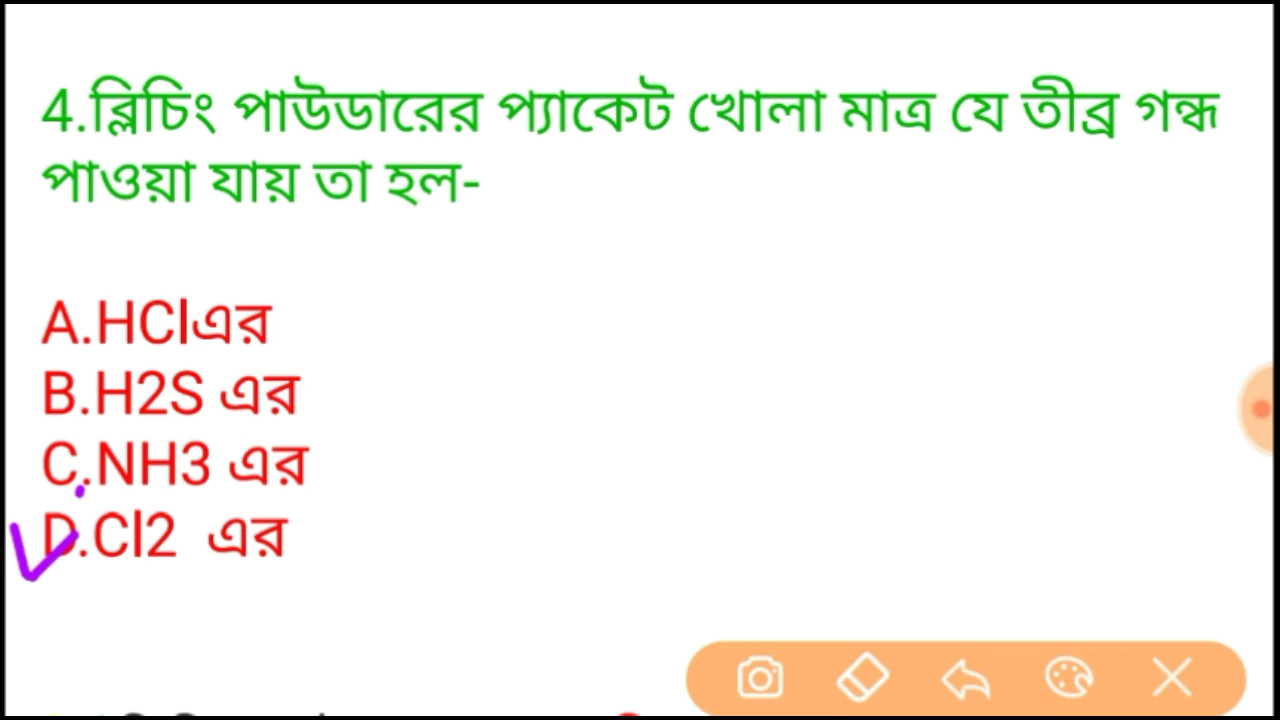 4.ব্লিচিং পাউডারের প্যাকেট খোলা মাত্র যে তীব্র গন্ধ
পাওয়া যায় তা হল-
A.HClএর
B.H2S এর
C.NH3 এর
D.Cl2 এর